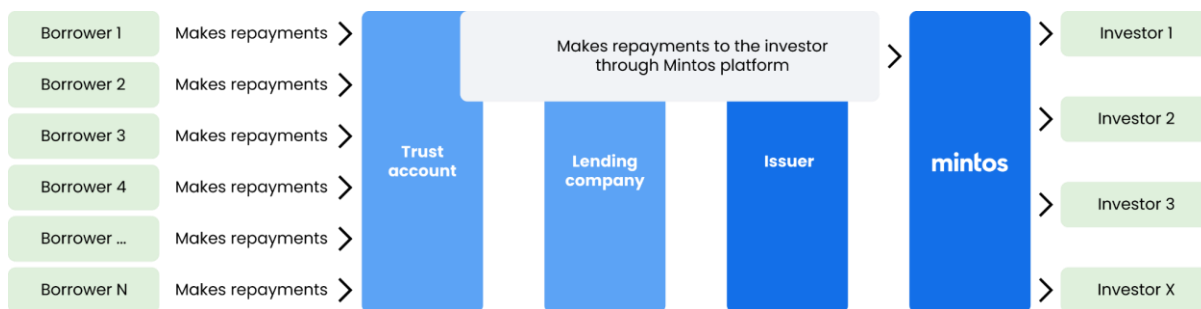 Borrower 1
Makes repayments
Borrower 2
Makes repayments
Borrower 3
Makes repayments
Borrower 4
Makes repayments
Borrower ...
Makes repayments
Borrower N
Makes repayments
Trust
account
Makes repayments to the investor
through Mintos platform
Lending
company
Issuer
mintos
Investor 1
Investor 2
Investor 3
Investor X